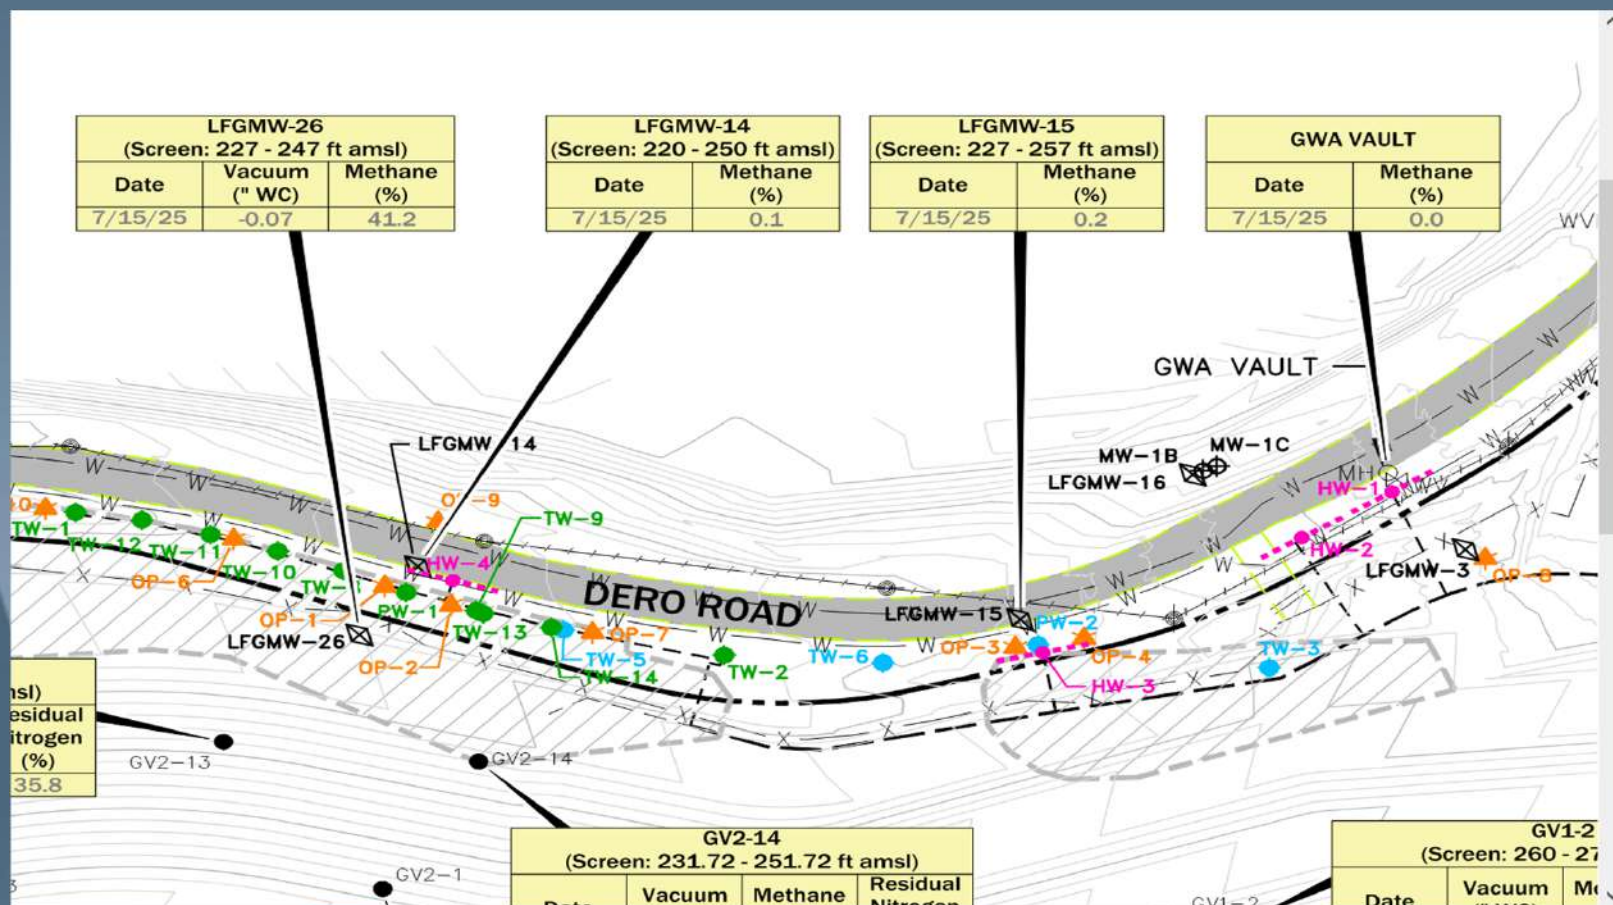 LFGMW-26
(Screen: 227 - 247 ft amsl)
Date
Vacuum
(" WC)
Methane
(%)
7/15/25
-0.07
41.2
LFGMW-14
(Screen: 220 - 250 ft amsl)
Date
Methane
(%)
7/15/25
0.1
LFGMW-15
(Screen: 227 - 257 ft amsl)
Date
Methane
(%)
7/15/25
0.2
GWA VAULT
Date
Methane
(%)
7/15/25
0.0
GWA VAULT
LFGMW-14
MW-1B
MW-1C
LFGMW-16
MH
HW-1
HW-2
LFGMW-3
OP-8
OP-9
TW-9
HW-4
TW-1
TW-12
TW-11
TW-10
OP-6
OP-1
PW-1
LFGMW-26
OP-2
TW-13
DERO ROAD
OP-7
TW-5
TW-14
TW-2
TW-6
LFGMW-15
OP-3
PW-2
OP-4
HW-3
TW-3
(%)
35.8
GV2-13
GV2-14
GV2-14
(Screen: 231.72 - 251.72 ft amsl)
Vacuum
Methane
Residual
GV2-1
GV1-2
GV1-2
(Screen: 260 - 27
Date
Vacuum